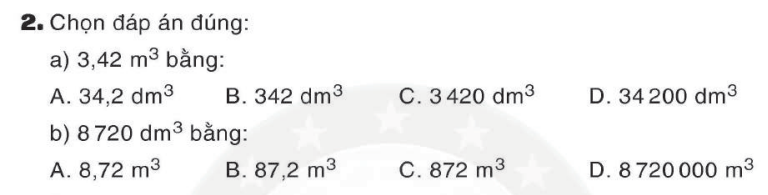 2. Chọn đáp án đúng:
a) 3,42 m³ bằng:
A. 34,2 dm³ B. 342 dm³ C. 3 420 dm³ D. 34 200 dm³
b) 8 720 dm³ bằng:
A. 8,72 m³ B. 87,2 m³ C. 872 m³ D. 8 720 000 m³